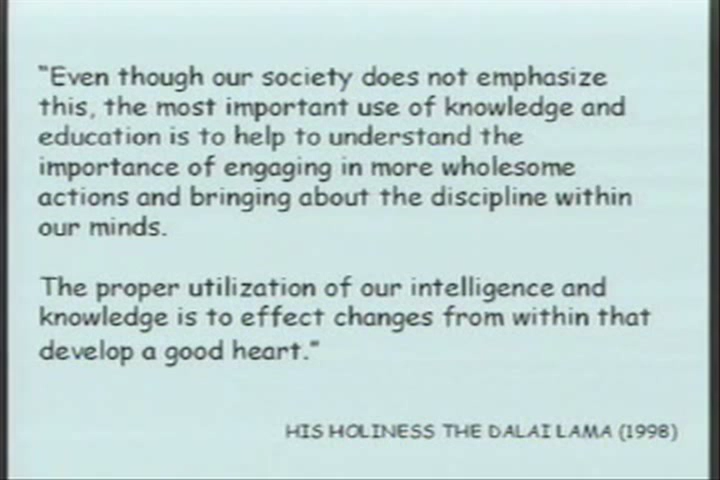 "Even though our society does not emphasize
this, the most important use of knowledge and
education is to help to understand the
importance of engaging in more wholesome
actions and bringing about the discipline within
our minds.
The proper utilization of our intelligence and
knowledge is to effect changes from within that
develop a good heart."
HIS HOLINESS THE DALAI LAMA (1998)